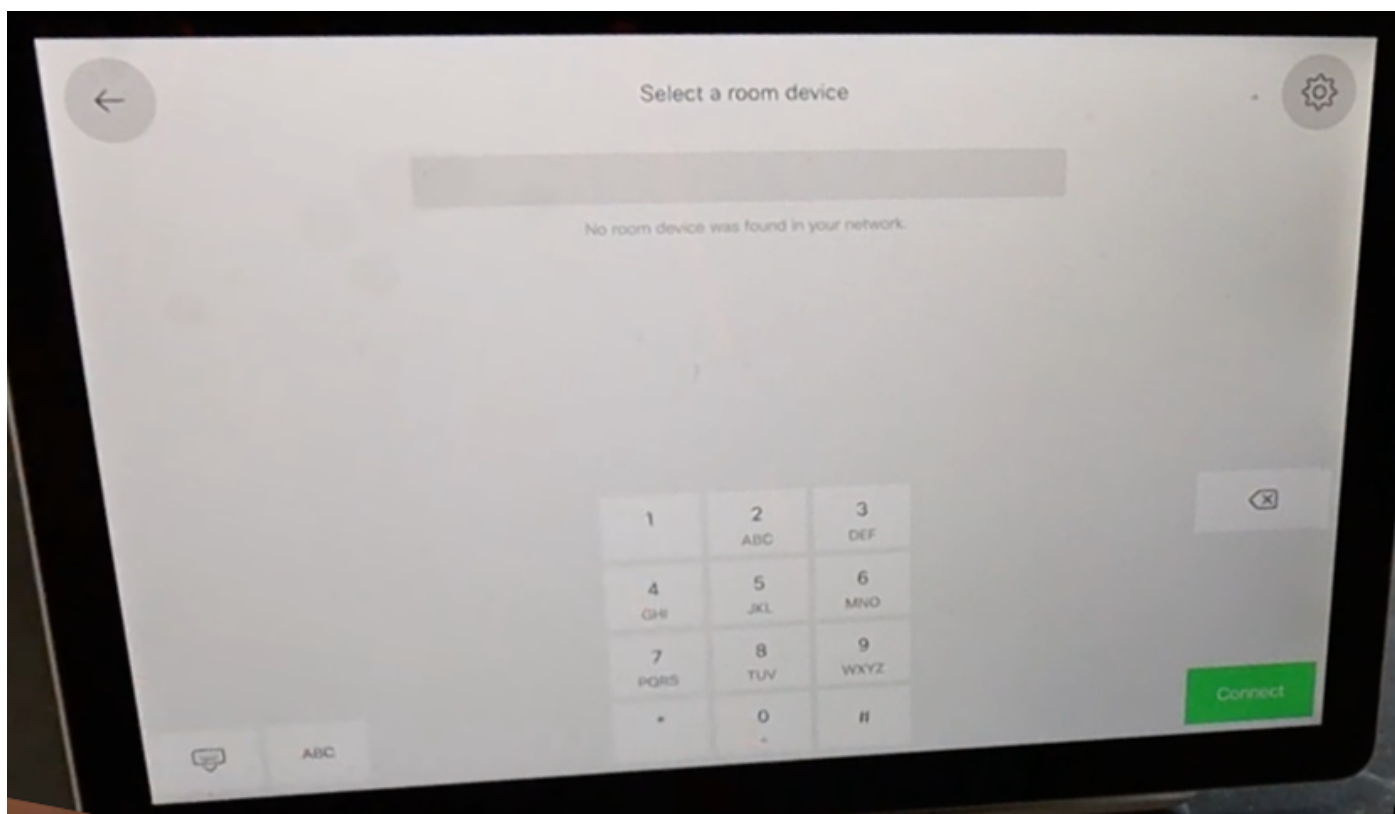 Select a room device
No room device was found in your network.
1
2
3
ABC
DEF
4
5
6
GHI
JKL
MNO
7
8
9
PQRS
TUV
WXYZ
*
0
#
+
ABC
Connect